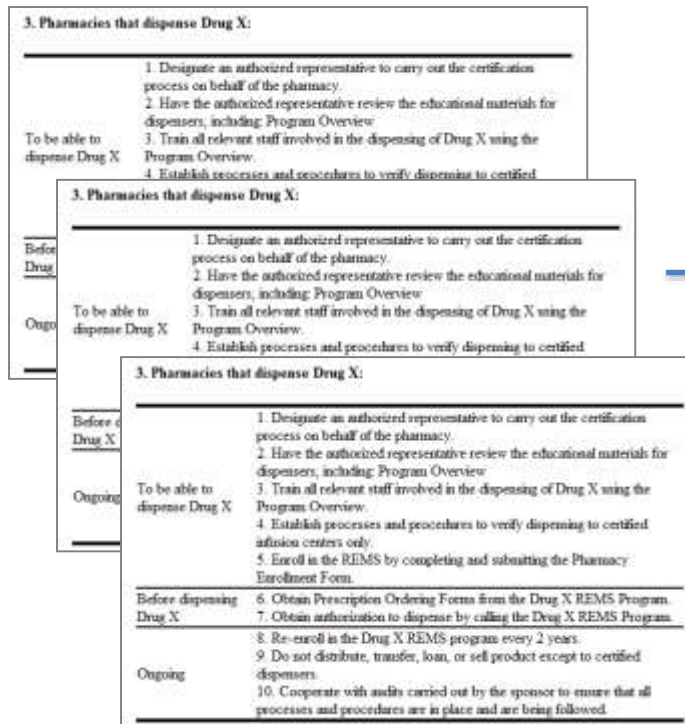 3. Pharmacies that dispense Drug X:
1. Designate an authorized representative to carry out the certification
process on behalf of the pharmacy.
2. Have the authorized representative review the educational materials for
dispensers, including: Program Overview
To be able to
dispense Drug X
3. Train all relevant staff involved in the dispensing of Drug X using the
Program Overview.
4. Establish processes and procedures to verify dispensing to certified
Before
Drug
Ongo
3. Pharmacies that dispense Drug X:
1. Designate an authorized representative to carry out the certification
process on behalf of the pharmacy.
2. Have the authorized representative review the educational materials for
dispensers, including: Program Overview
To be able to
dispense Drug X
3. Train all relevant staff involved in the dispensing of Drug X using the
Program Overview.
4. Establish processes and procedures to verify dispensing to certified
Before d
Drug X
Ongoing
3. Pharmacies that dispense Drug X:
1. Designate an authorized representative to carry out the certification
process on behalf of the pharmacy.
2. Have the authorized representative review the educational materials for
dispensers, including: Program Overview
To be able to
dispense Drug X
3. Train all relevant staff involved in the dispensing of Drug X using the
Program Overview.
4. Establish processes and procedures to verify dispensing to certified
infusion centers only.
5. Enroll in the REMS by completing and submitting the Pharmacy
Enrollment Form.
Before dispensing
Drug X
6. Obtain Prescription Ordering Forms from the Drug X REMS Program.
7. Obtain authorization to dispense by calling the Drug X REMS Program.
Ongoing
8. Re-enroll in the Drug X REMS program every 2 years.
9. Do not distribute, transfer, loan, or sell product except to certified
dispensers.
10. Cooperate with audits carried out by the sponsor to ensure that all
processes and procedures are in place and are being followed.